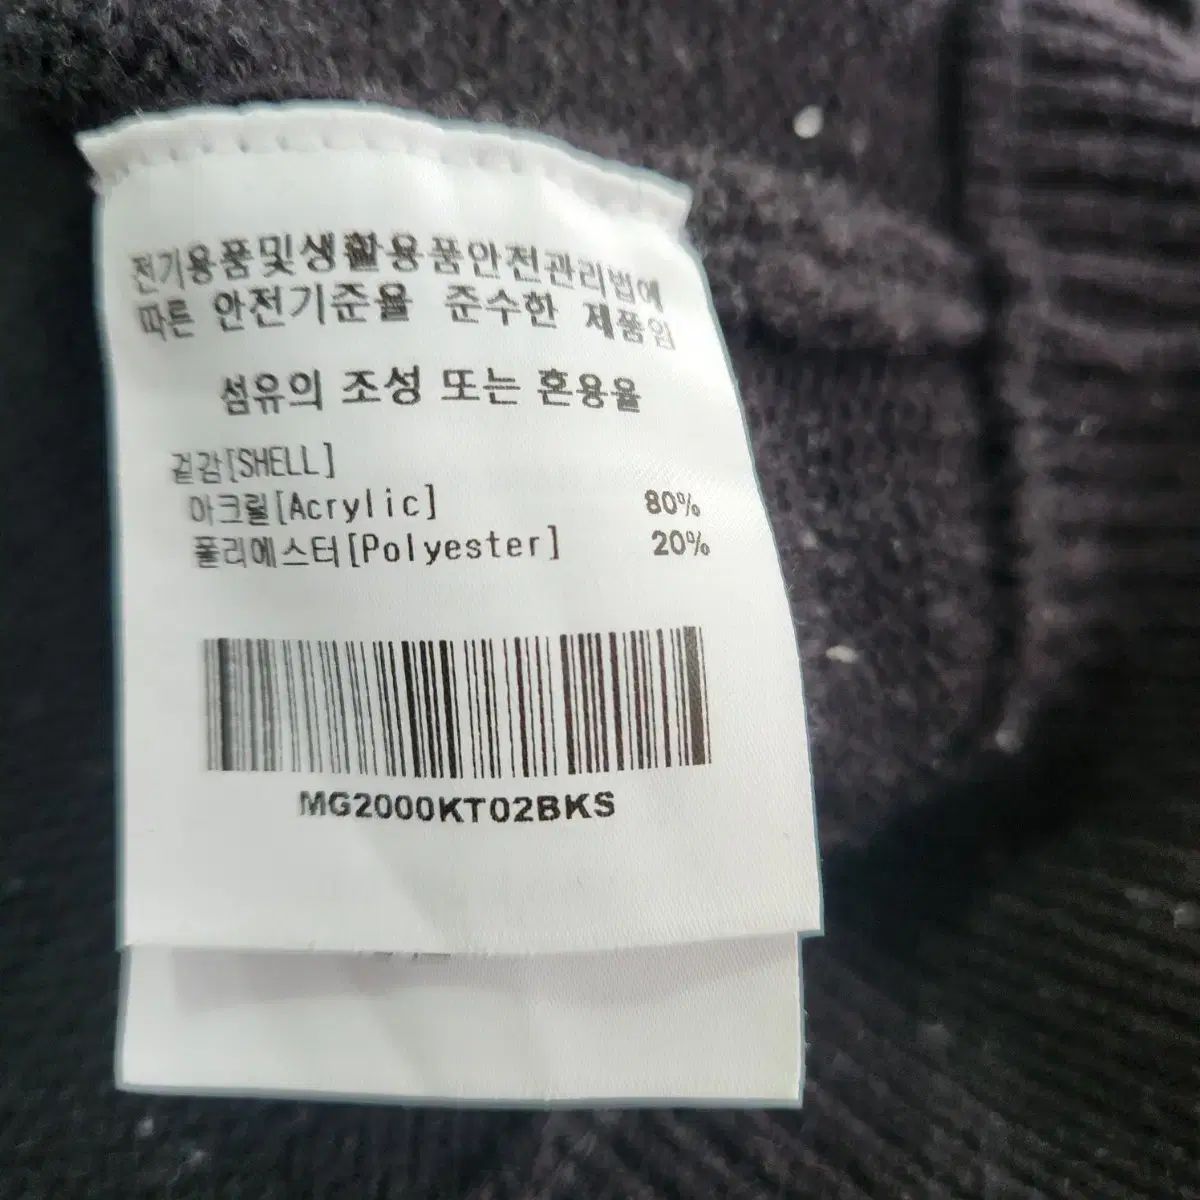 전기용품및생활용품안전관리법에
따른 안전기준율 준수한 제품임
섬유의 조성 또는 혼용율
겉감[SHELL]
아크릴[Acrylic] 80%
폴리에스터[Polyester] 20%
MG2000KT02BKS